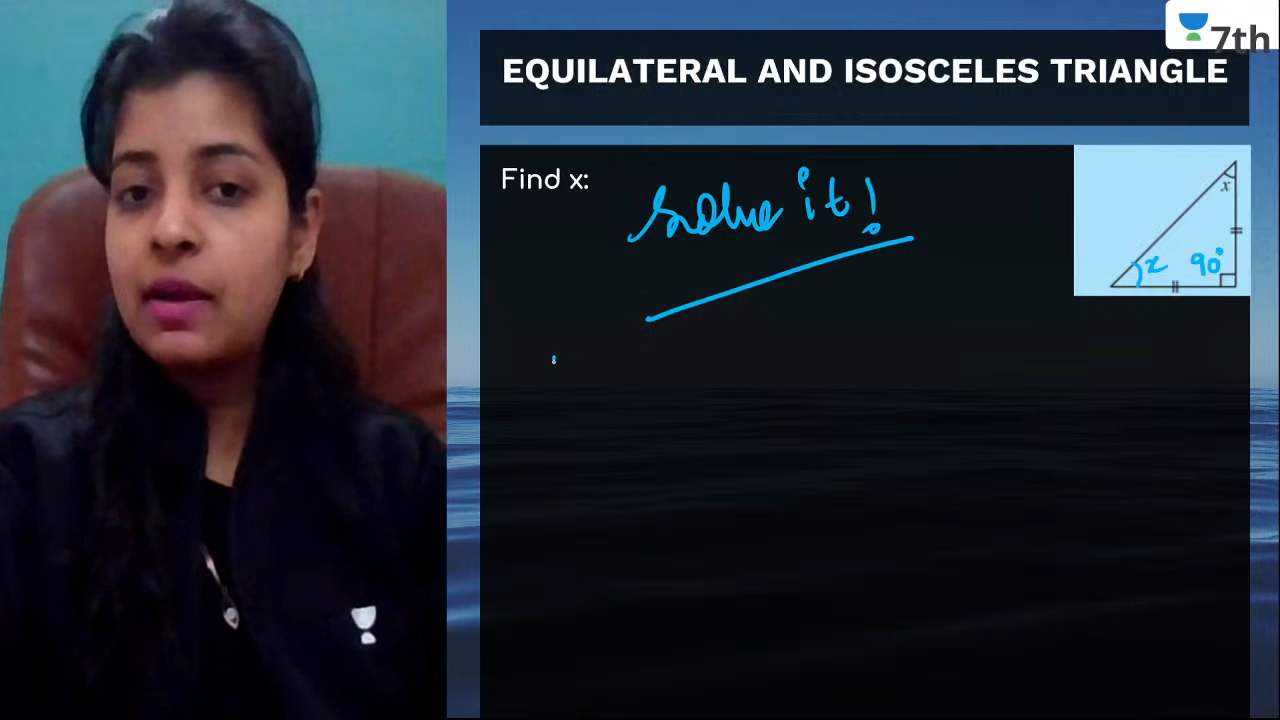 7th
EQUILATERAL AND ISOSCELES TRIANGLE
Find x:
solve it!
x
x 90°